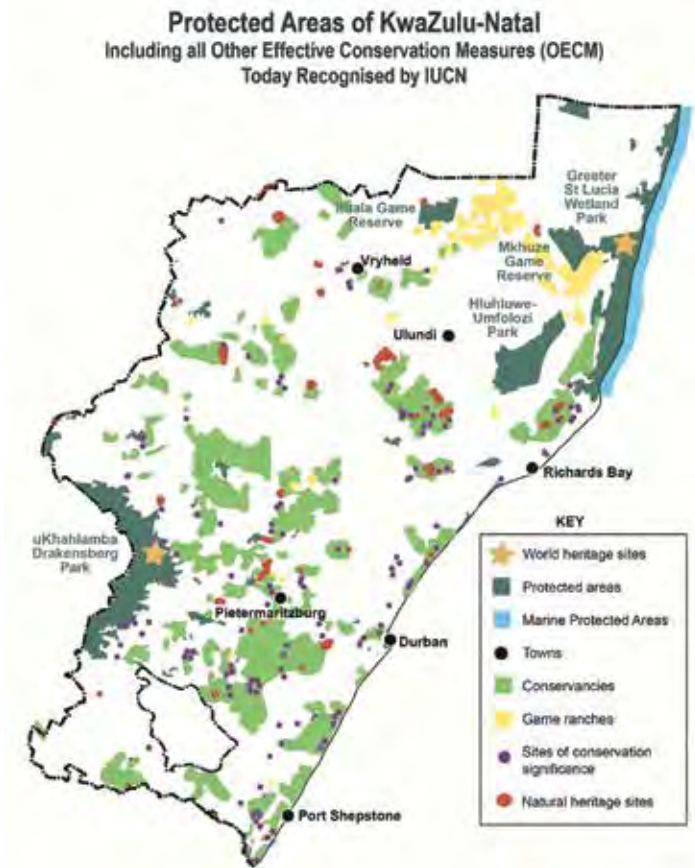 Protected Areas of KwaZulu-Natal
Including all Other Effective Conservation Measures (OECM)
Today Recognised by IUCN
Greater
St Lucia
Wetland
Park
Game
Reserve
Mkhuze
Game
Reserve
Vryheid
Hluhluwe-
Umfolozi
Park
Ulundi
Richards Bay
uKhahlamba
Drakensberg
Park
Pietermaritzburg
Durban
Port Shepstone
KEY
World heritage sites
Protected areas
Marine Protected Areas
Towns
Conservancies
Game ranches
Sites of conservation
significance
Natural heritage sites